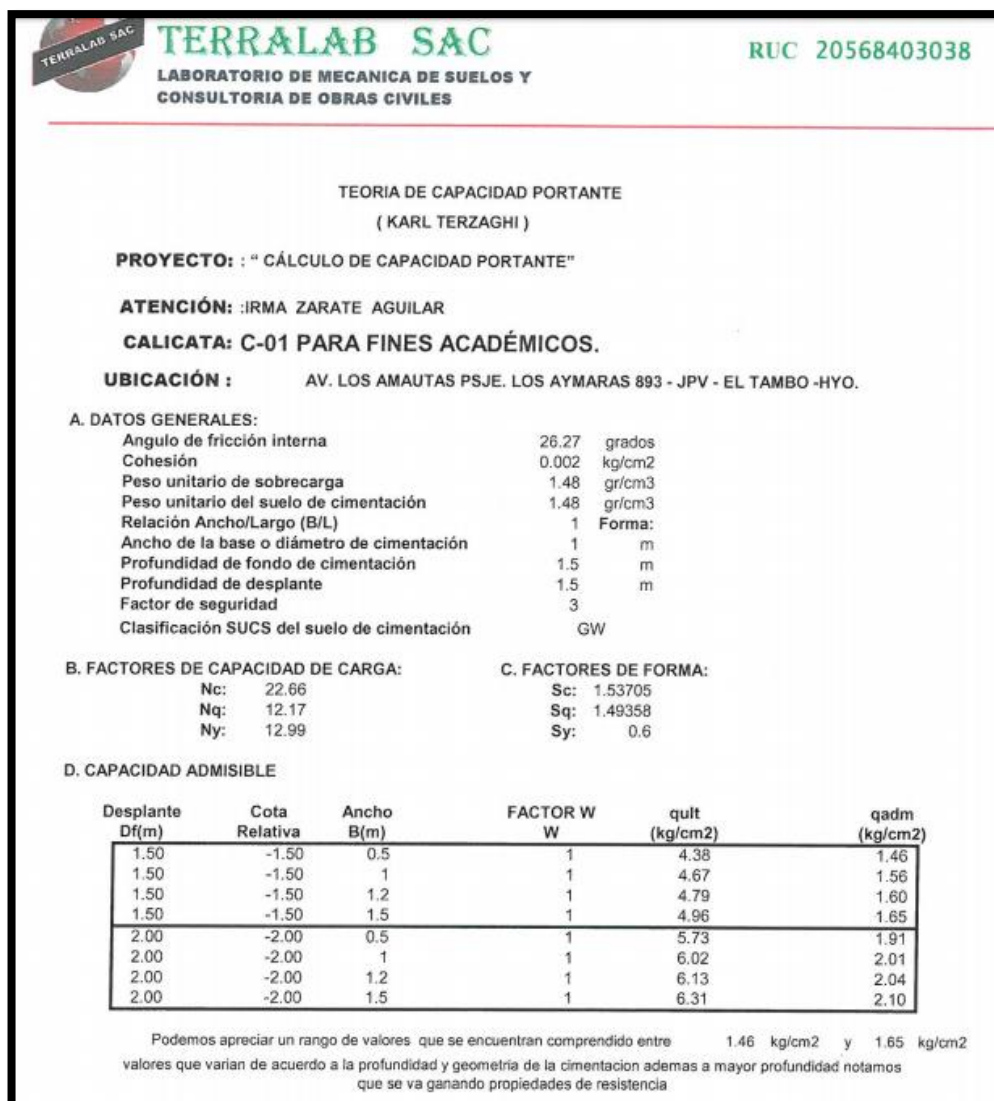 TERRALAB SAC
TERRALAB SAC
RUC 20568403038
LABORATORIO DE MECANICA DE SUELOS Y
CONSULTORIA DE OBRAS CIVILES
TEORIA DE CAPACIDAD PORTANTE
( KARL TERZAGHI )
PROYECTO: : “ CÁLCULO DE CAPACIDAD PORTANTE”
ATENCIÓN: :IRMA ZARATE AGUILAR
CALICATA: C-01 PARA FINES ACADÉMICOS.
UBICACIÓN : AV. LOS AMAUTAS PSJE. LOS AYMARAS 893 - JPV - EL TAMBO -HYO.
A. DATOS GENERALES:
Angulo de fricción interna 26.27 grados
Cohesión 0.002 kg/cm2
Peso unitario de sobrecarga 1.48 gr/cm3
Peso unitario del suelo de cimentación 1.48 gr/cm3
Relación Ancho/Largo (B/L) 1 Forma:
Ancho de la base o diámetro de cimentación 1 m
Profundidad de fondo de cimentación 1.5 m
Profundidad de desplante 1.5 m
Factor de seguridad 3
Clasificación SUCS del suelo de cimentación GW
B. FACTORES DE CAPACIDAD DE CARGA: C. FACTORES DE FORMA:
Nc: 22.66 Sc: 1.53705
Nq: 12.17 Sq: 1.49358
Ny: 12.99 Sy: 0.6
D. CAPACIDAD ADMISIBLE
Desplante Cota Ancho FACTOR W qult qadm
Df(m) Relativa B(m) W (kg/cm2) (kg/cm2)
1.50 -1.50 0.5 1 4.38 1.46
1.50 -1.50 1 1 4.67 1.56
1.50 -1.50 1.2 1 4.79 1.60
1.50 -1.50 1.5 1 4.96 1.65
2.00 -2.00 0.5 1 5.73 1.91
2.00 -2.00 1 1 6.02 2.01
2.00 -2.00 1.2 1 6.13 2.04
2.00 -2.00 1.5 1 6.31 2.10
Podemos apreciar un rango de valores que se encuentran comprendido entre 1.46 kg/cm2 y 1.65 kg/cm2
valores que varian de acuerdo a la profundidad y geometria de la cimentacion ademas a mayor profundidad notamos
que se va ganando propiedades de resistencia